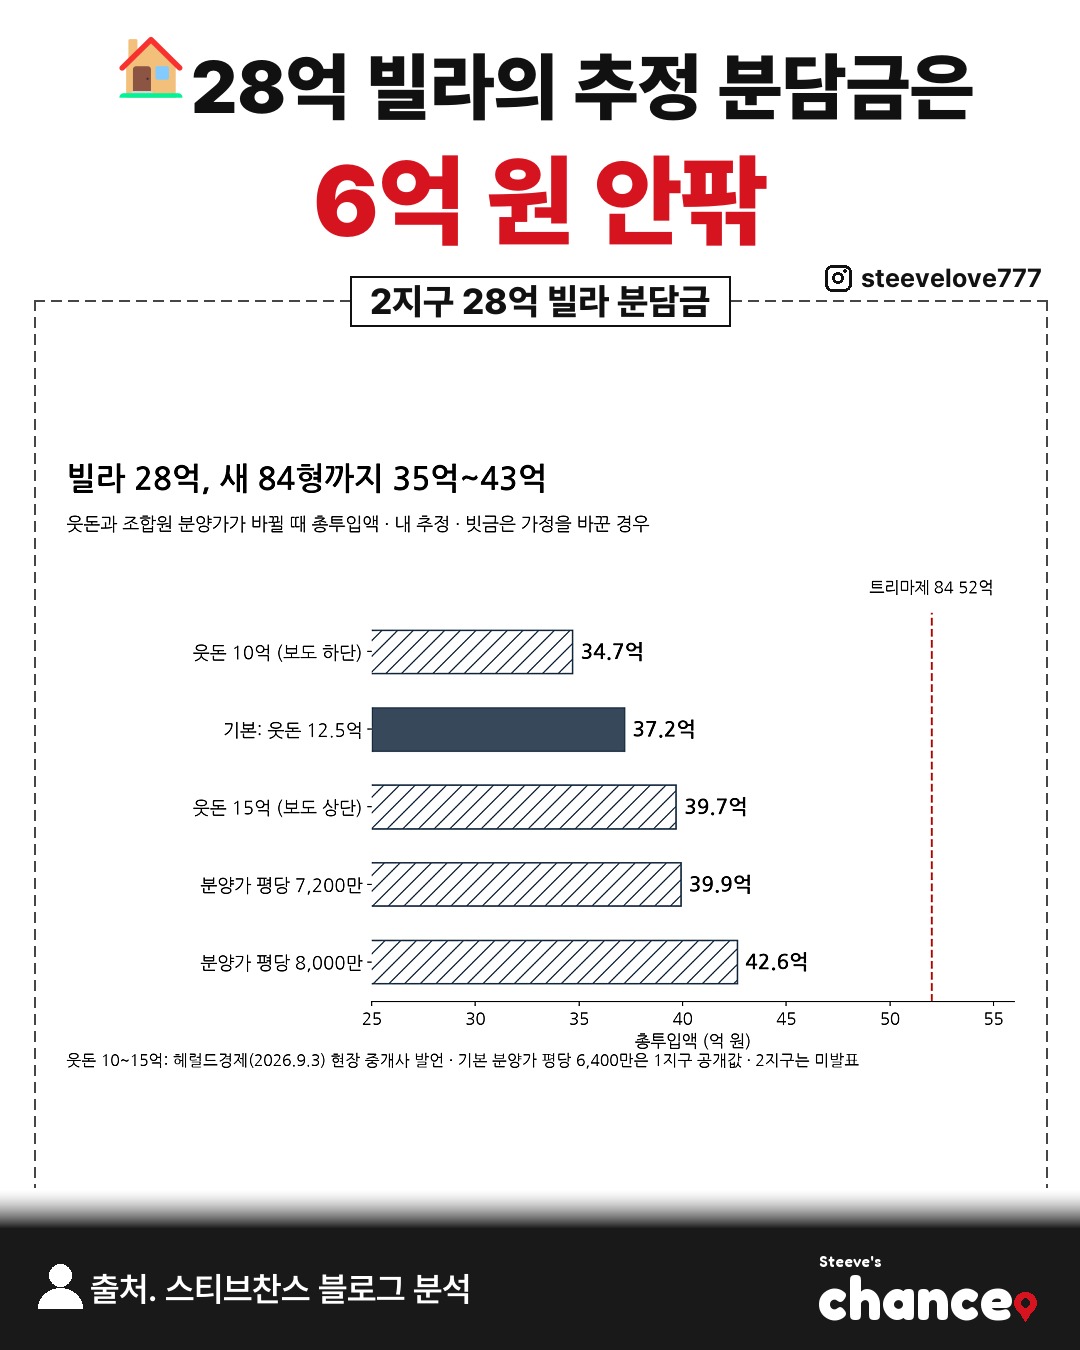 28억 빌라의 추정 분담금은
6억 원 안팎
steevelove777
2지구 28억 빌라 분담금
빌라 28억, 새 84형까지 35억~43억
웃돈과 조합원 분양가가 바뀔 때 총투입액 · 내 추정 · 빗금은 가정을 바꾼 경우
트리마제 84 52억
웃돈 10억 (보도 하단) 34.7억
기본: 웃돈 12.5억 37.2억
웃돈 15억 (보도 상단) 39.7억
분양가 평당 7,200만 39.9억
분양가 평당 8,000만 42.6억
25 30 35 40 45 50 55
총투입액 (억 원)
웃돈 10~15억: 헤럴드경제(2026.9.3) 현장 중개사 발언 · 기본 분양가 평당 6,400만은 1지구 공개값 · 2지구는 미발표
출처. 스티브찬스 블로그 분석
Steeve's
chance